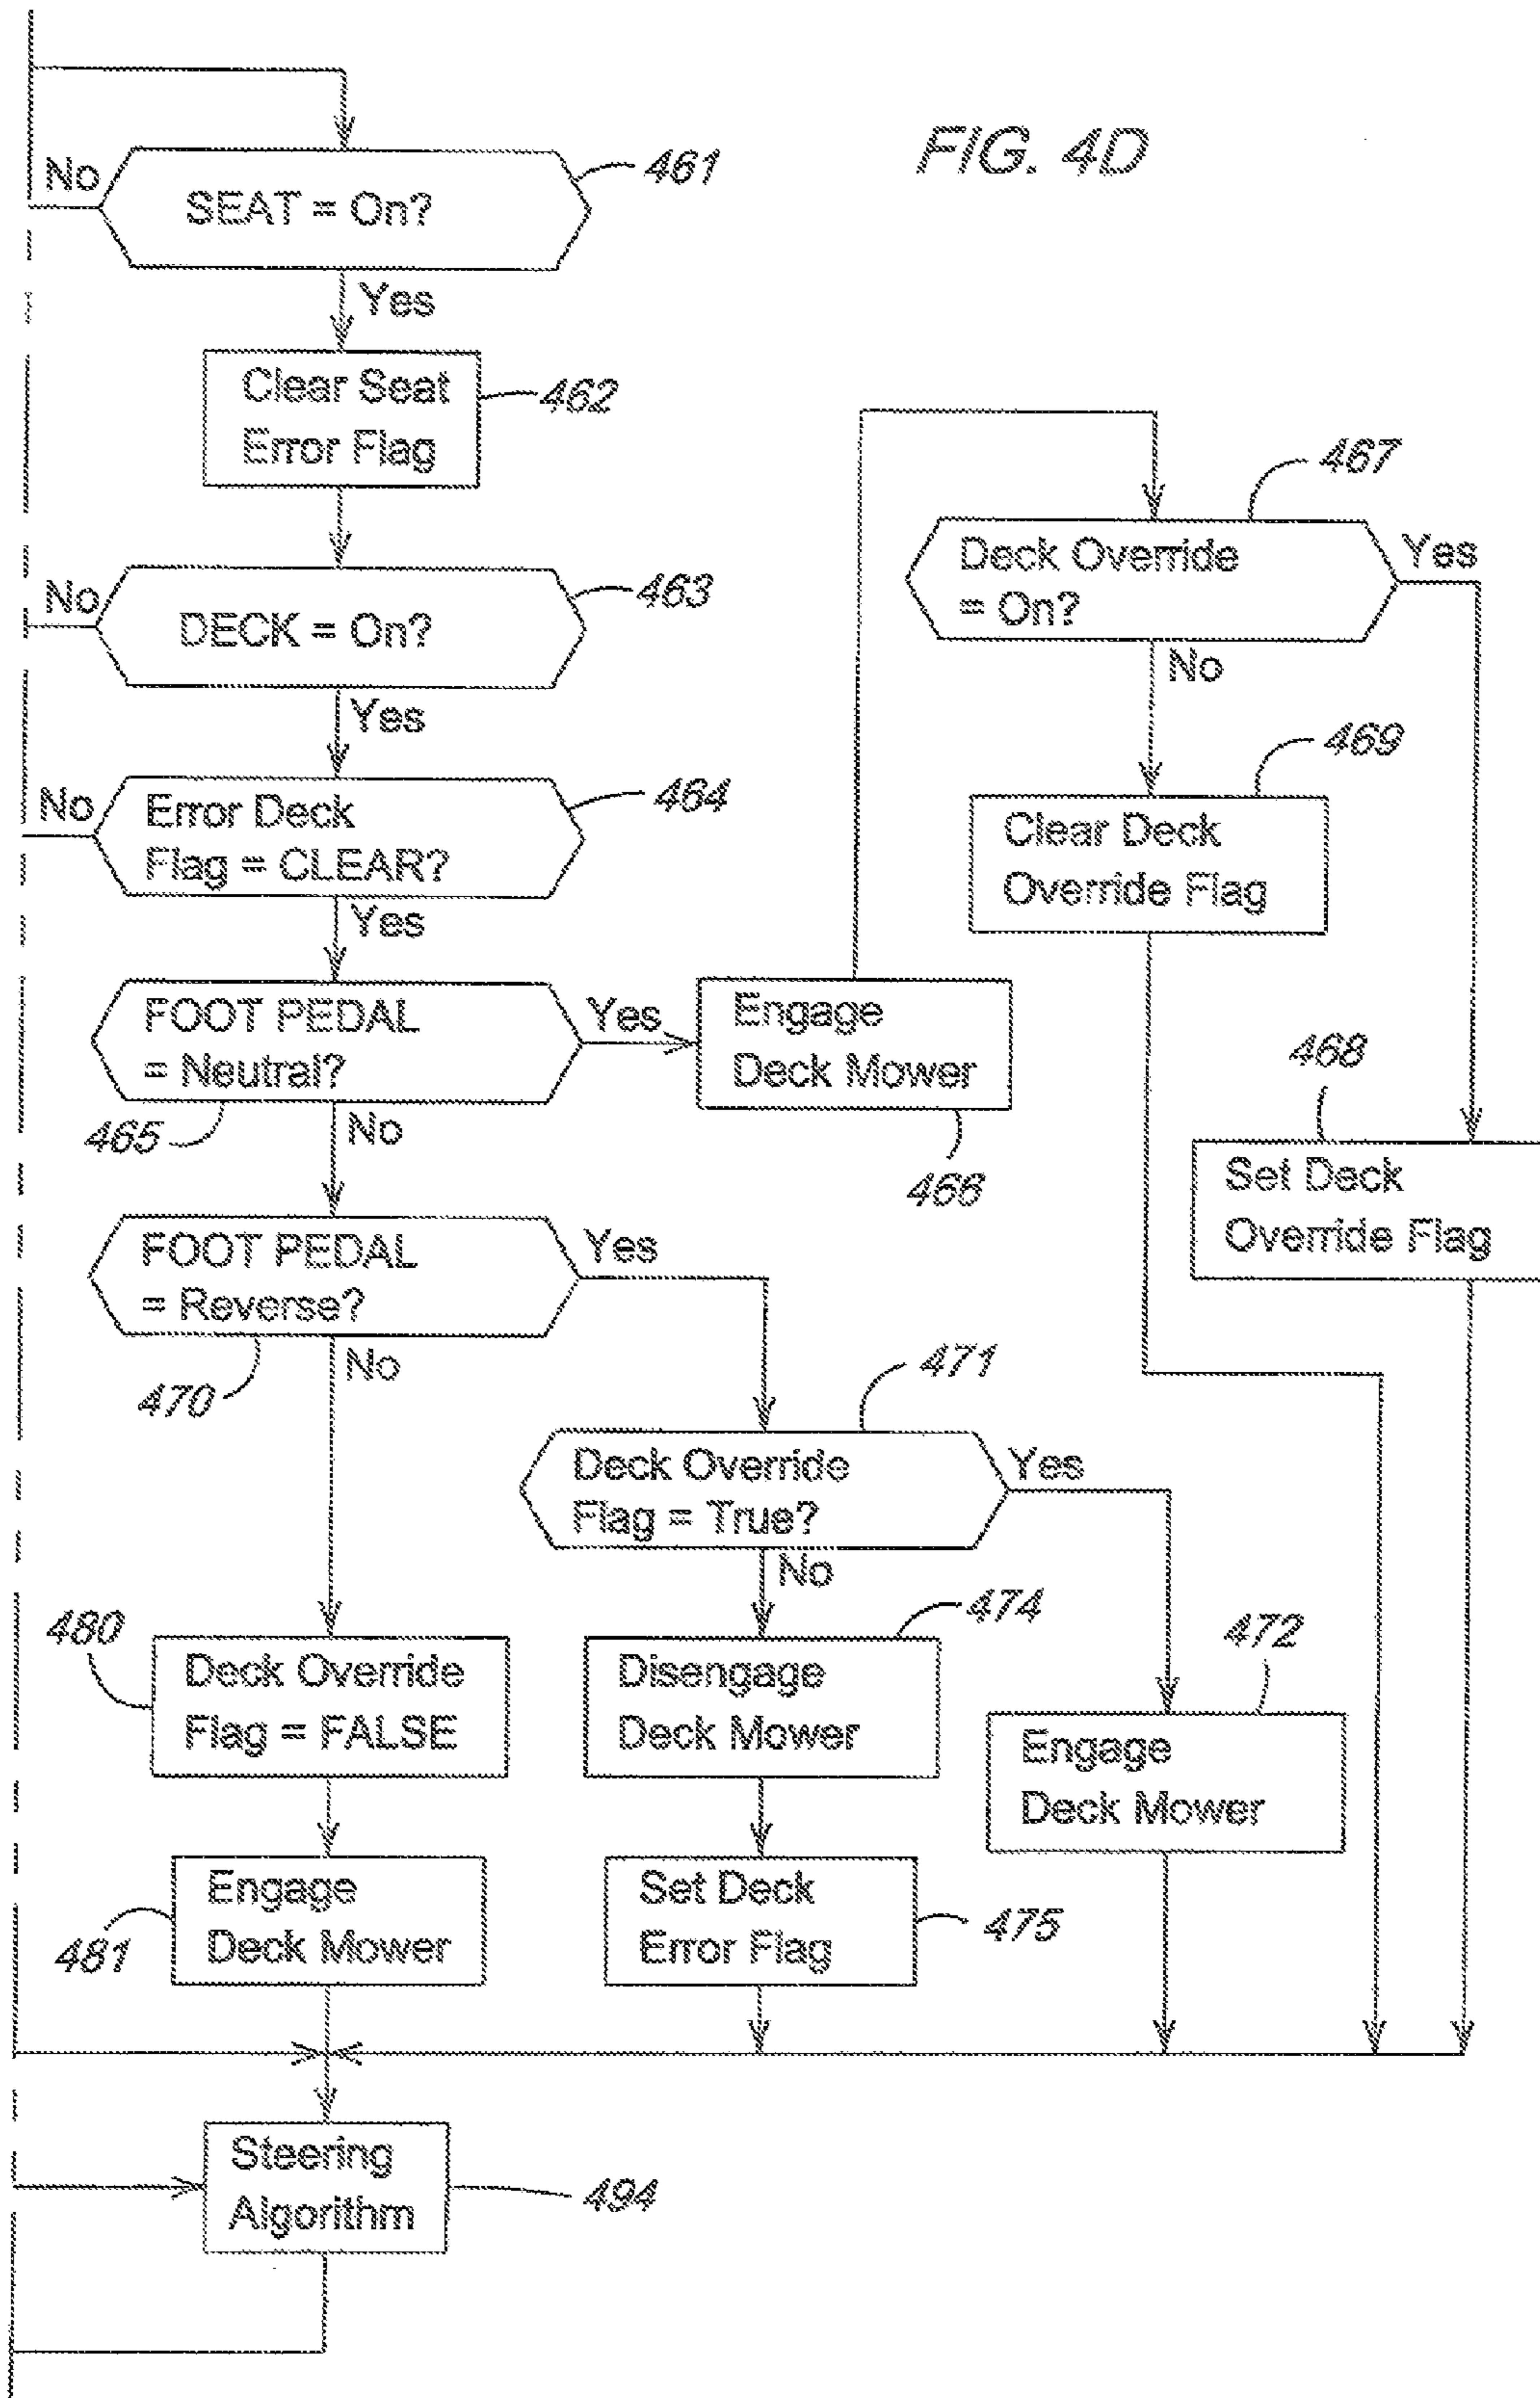 FIG. 4D
No
SEAT = On?
461
Yes
Clear Seat
Error Flag
462
No
DECK = On?
463
Yes
No
Error Deck
Flag = CLEAR?
464
Yes
FOOT PEDAL
= Neutral?
465
Yes
No
Engage
Deck Mower
466
Deck Override
= On?
467
Yes
No
469
Clear Deck
Override Flag
468
Set Deck
Override Flag
FOOT PEDAL
= Reverse?
470
Yes
No
471
Deck Override
Flag = True?
Yes
No
480
Deck Override
Flag = FALSE
474
Disengage
Deck Mower
472
Engage
Deck Mower
481
Engage
Deck Mower
Set Deck
Error Flag
475
Steering
Algorithm
494